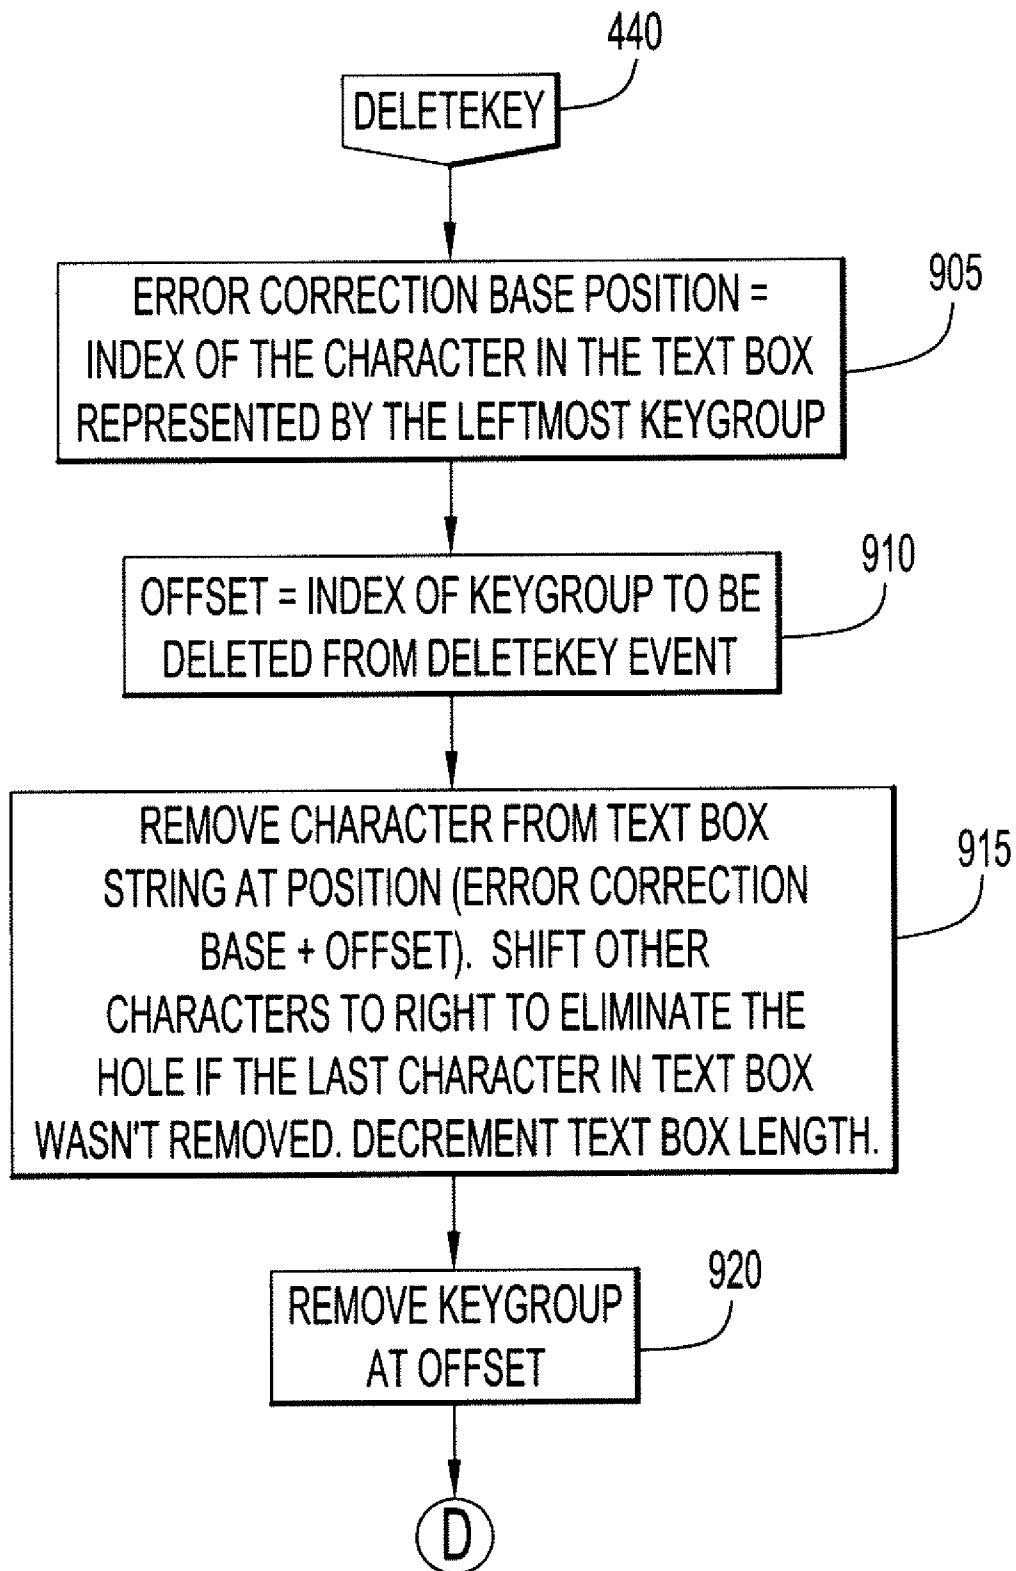 440
DELETEKEY
905
ERROR CORRECTION BASE POSITION =
INDEX OF THE CHARACTER IN THE TEXT BOX
REPRESENTED BY THE LEFTMOST KEYGROUP
910
OFFSET = INDEX OF KEYGROUP TO BE
DELETED FROM DELETEKEY EVENT
915
REMOVE CHARACTER FROM TEXT BOX
STRING AT POSITION (ERROR CORRECTION
BASE + OFFSET). SHIFT OTHER
CHARACTERS TO RIGHT TO ELIMINATE THE
HOLE IF THE LAST CHARACTER IN TEXT BOX
WASN'T REMOVED. DECREMENT TEXT BOX LENGTH.
920
REMOVE KEYGROUP
AT OFFSET
D